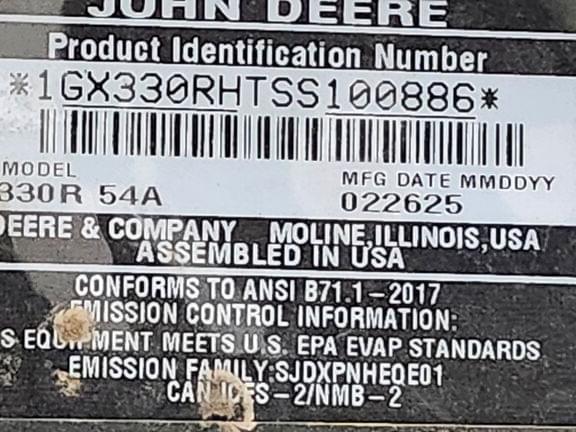 JOHN DEERE
Product Identification Number
*1GX330RHTSS100886*
MODEL
330R 54A
MFG DATE MMDDYY
022625
DEERE & COMPANY MOLINE,ILLINOIS,USA
ASSEMBLED IN USA
CONFORMS TO ANSI B71.1-2017
EMISSION CONTROL INFORMATION:
S EQUIPMENT MEETS U.S. EPA EVAP STANDARDS
EMISSION FAMILY:SJDXPNHEQE01
CAN ICES-2/NMB-2